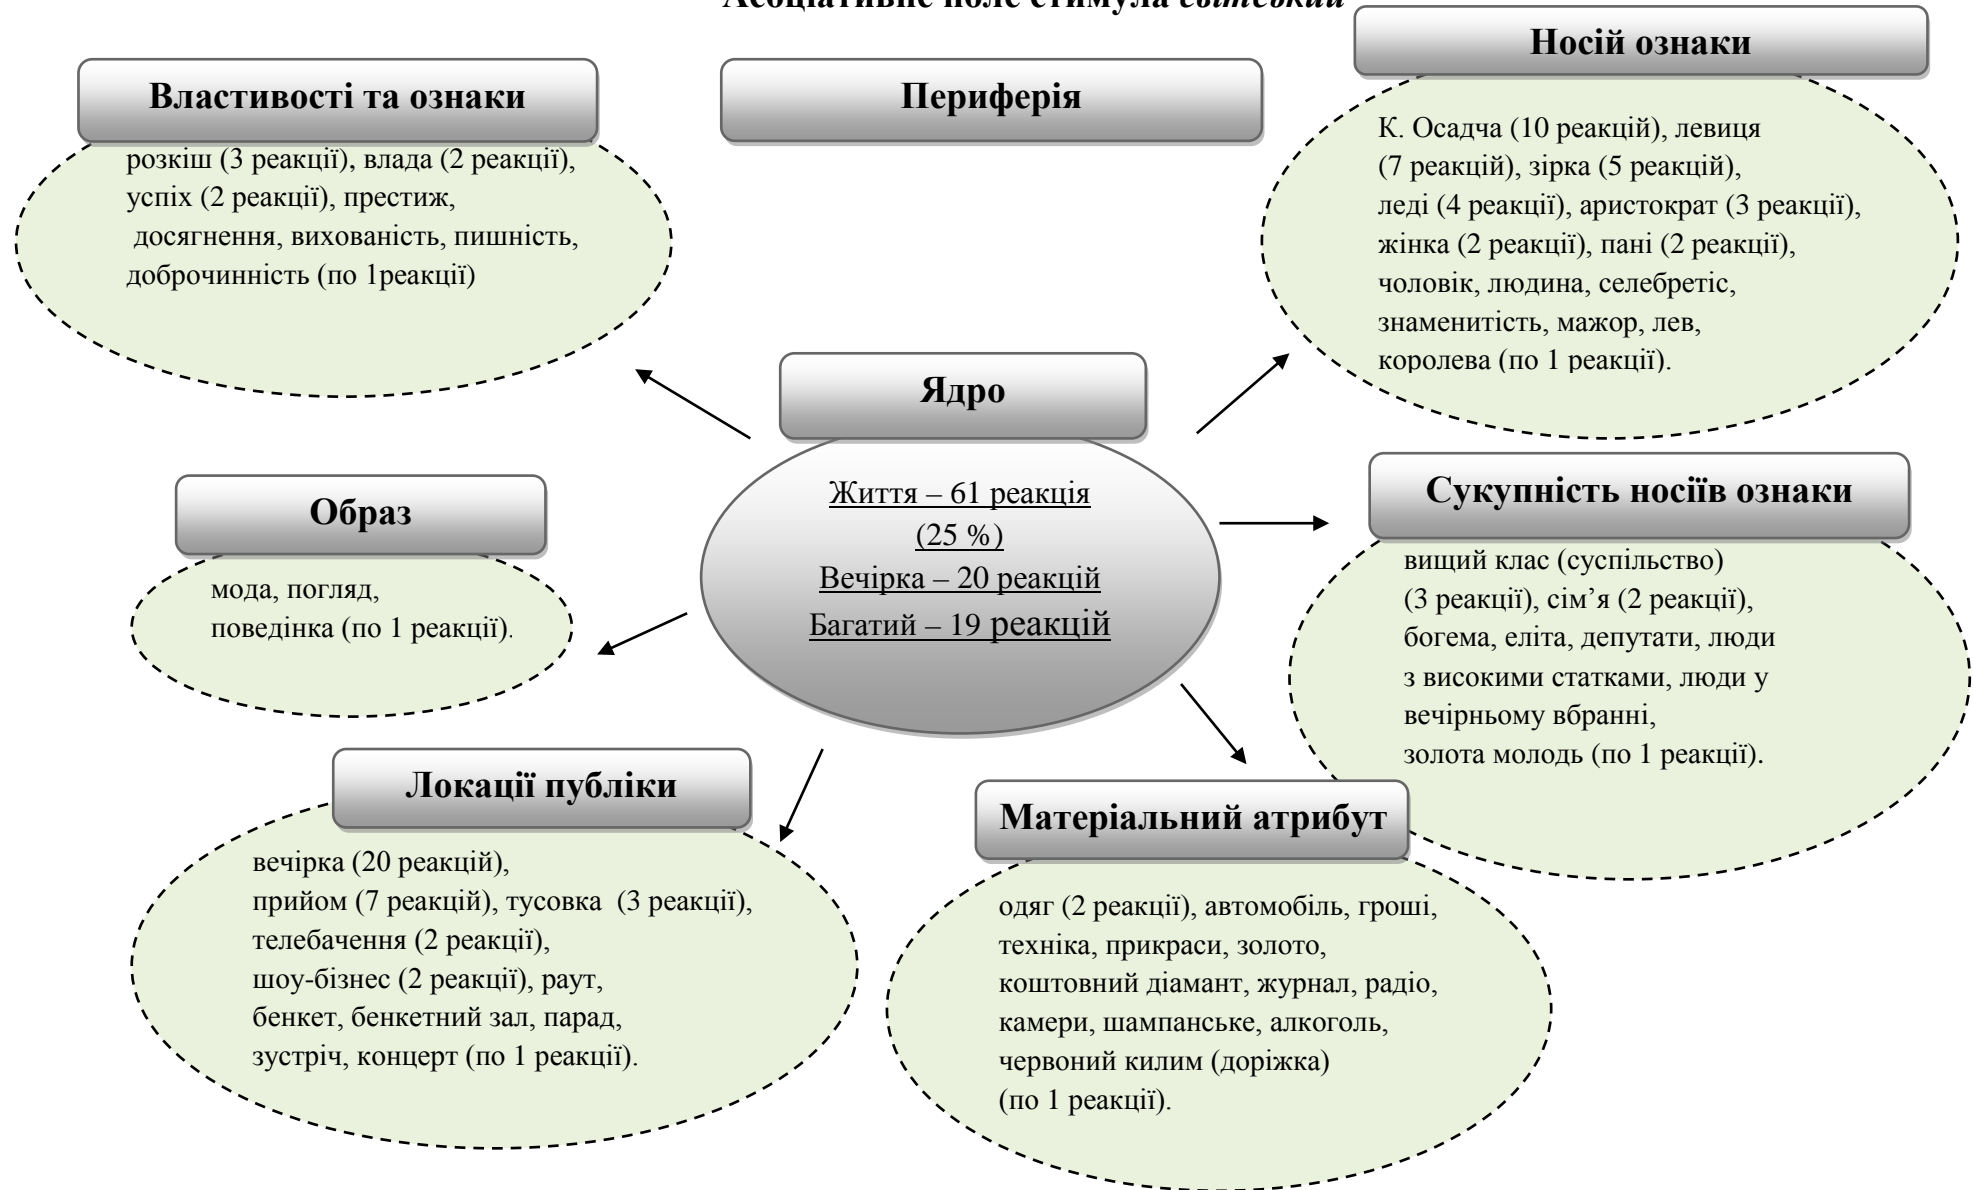 Асоціативне поле стимула світський
Носій ознаки
Властивості та ознаки
Периферія
розкіш (3 реакції), влада (2 реакції),
успіх (2 реакції), престиж,
досягнення, вихованість, пишність,
доброчинність (по 1реакції)
К. Осадча (10 реакцій), левиця
(7 реакцій), зірка (5 реакцій),
леді (4 реакції), аристократ (3 реакції),
жінка (2 реакції), пані (2 реакції),
чоловік, людина, селебретіс,
знаменитість, мажор, лев,
королева (по 1 реакції).
Ядро
Життя – 61 реакція
(25 %)
Вечірка – 20 реакцій
Багатий – 19 реакцій
Образ
мода, погляд,
поведінка (по 1 реакції).
Сукупність носіїв ознаки
вищий клас (суспільство)
(3 реакції), сім’я (2 реакції),
богема, еліта, депутати, люди
з високими статками, люди у
вечірньому вбранні,
золота молодь (по 1 реакції).
Локації публіки
вечірка (20 реакцій),
прийом (7 реакцій), тусовка (3 реакції),
телебачення (2 реакції),
шоу-бізнес (2 реакції), раут,
бенкет, бенкетний зал, парад,
зустріч, концерт (по 1 реакції).
Матеріальний атрибут
одяг (2 реакції), автомобіль, гроші,
техніка, прикраси, золото,
коштовний діамант, журнал, радіо,
камери, шампанське, алкоголь,
червоний килим (доріжка)
(по 1 реакції).